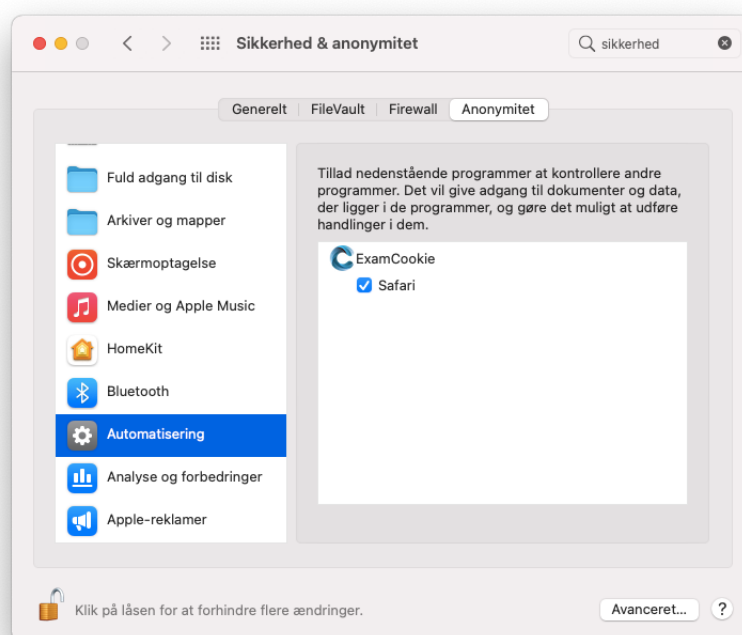 Sikkerhed & anonymitet
sikkerhed
Generelt
FileVault
Firewall
Anonymitet
Fuld adgang til disk
Arkiver og mapper
Skærmoptagelse
Medier og Apple Music
HomeKit
Bluetooth
Automatisering
Analyse og forbedringer
Apple-reklamer
Tillad nedenstående programmer at kontrollere andre
programmer. Det vil give adgang til dokumenter og data,
der ligger i de programmer, og gøre det muligt at udføre
handlinger i dem.
ExamCookie
Safari
Klik på låsen for at forhindre flere ændringer.
Avanceret...
?